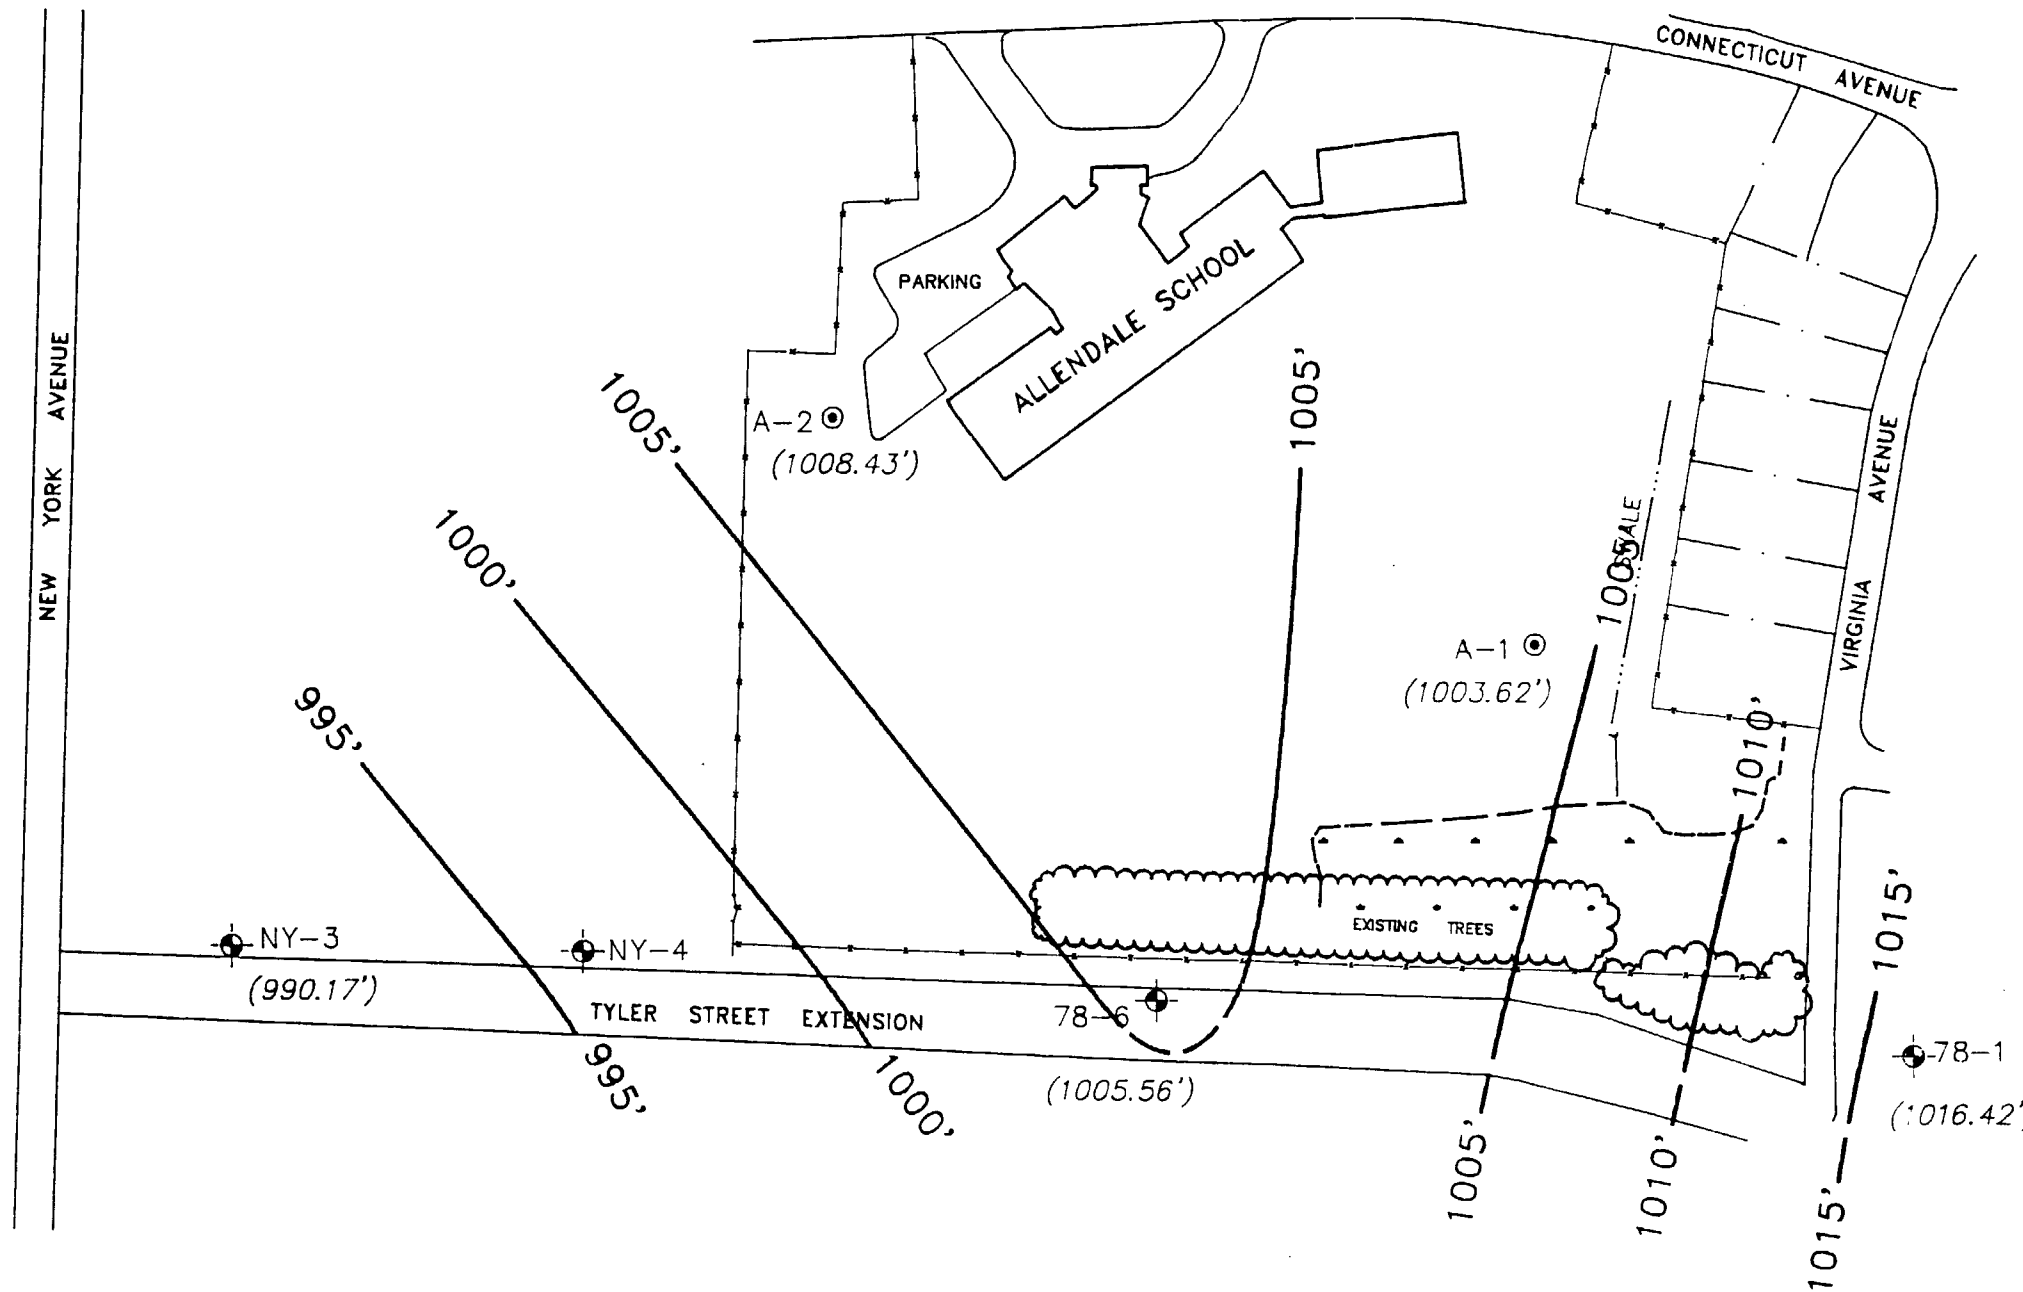 CONNECTICUT AVENUE
NEW YORK AVENUE
PARKING
ALLENDALE SCHOOL
1005'
1005'
A-2
(1008.43')
1000'
SWALE
1005'
VIRGINIA AVENUE
A-1
(1003.62')
995'
1010'
1015'
EXISTING TREES
NY-3
(990.17')
NY-4
TYLER STREET EXTENSION
78-6
(1005.56')
78-1
(1016.42'
995'
1000'
1005'
1010'
1015'